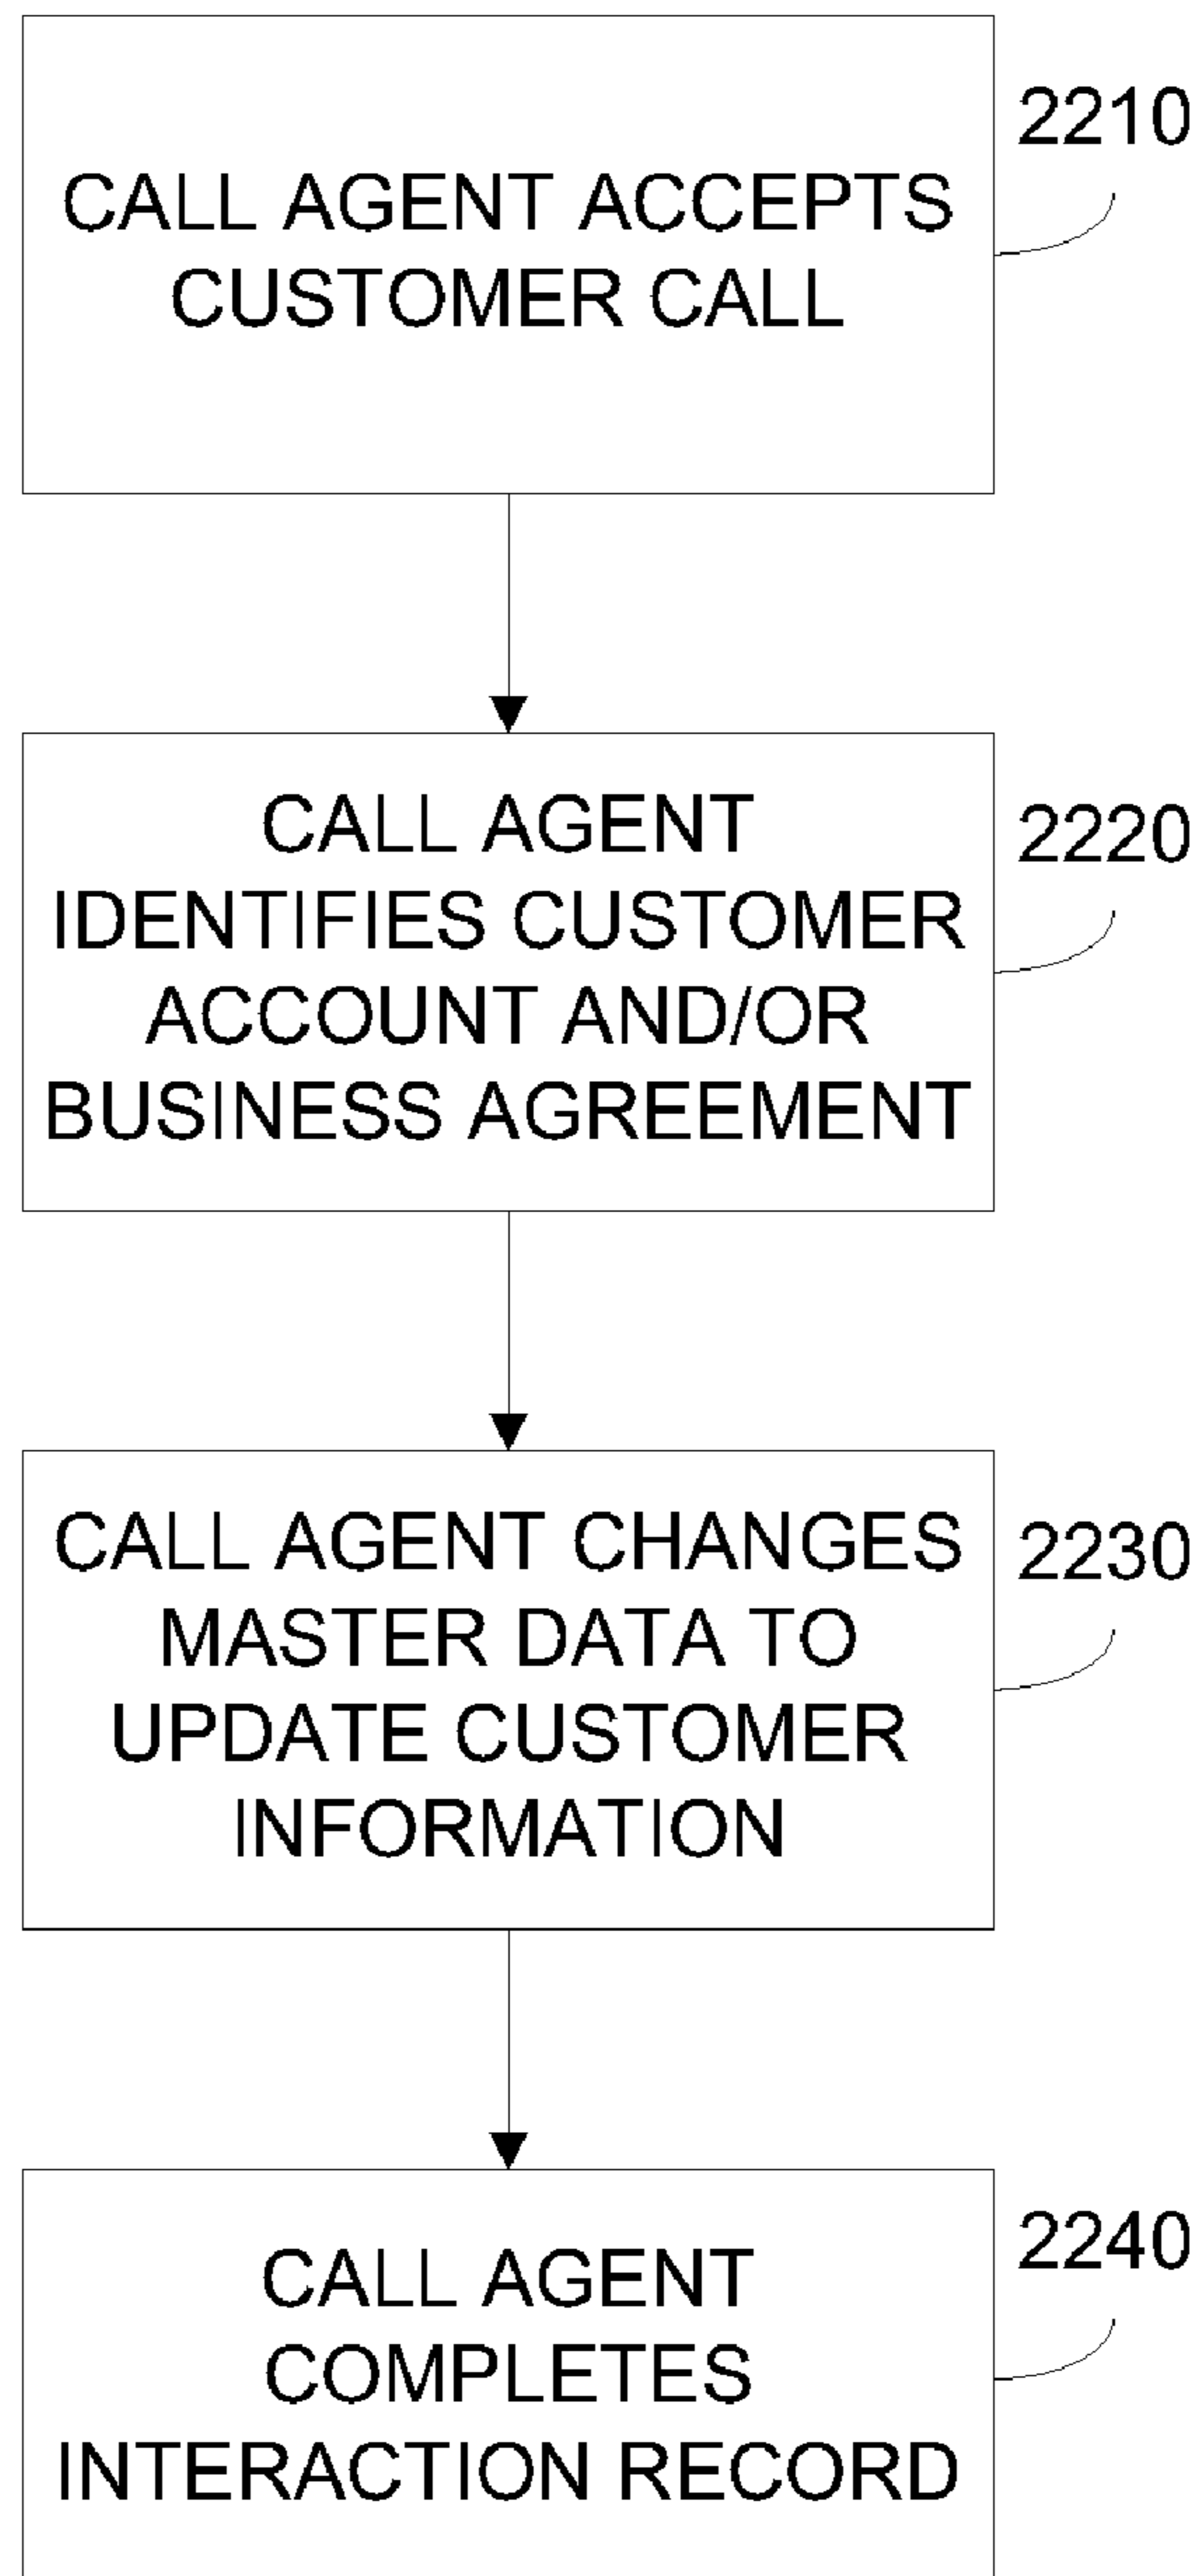 CALL AGENT ACCEPTS
CUSTOMER CALL
2210
CALL AGENT
IDENTIFIES CUSTOMER
ACCOUNT AND/OR
BUSINESS AGREEMENT
2220
CALL AGENT CHANGES
MASTER DATA TO
UPDATE CUSTOMER
INFORMATION
2230
CALL AGENT
COMPLETES
INTERACTION RECORD
2240